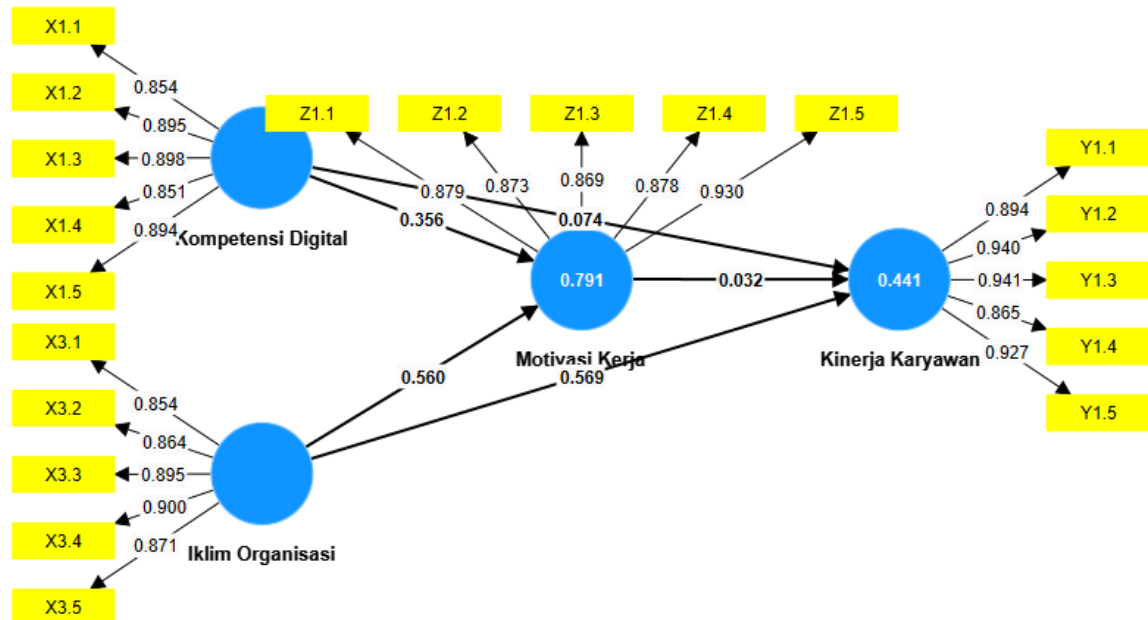 X1.1
X1.2
X1.3
X1.4
X1.5
0.854
0.895
0.898
0.851
0.894
Kompetensi Digital
X3.1
X3.2
X3.3
X3.4
X3.5
0.854
0.864
0.895
0.900
0.871
Iklim Organisasi
Z1.1
Z1.2
Z1.3
Z1.4
Z1.5
0.879
0.873
0.869
0.878
0.930
0.356
0.074
0.560
0.569
0.791
Motivasi Kerja
0.032
0.441
Kinerja Karyawan
0.894
0.940
0.941
0.865
0.927
Y1.1
Y1.2
Y1.3
Y1.4
Y1.5